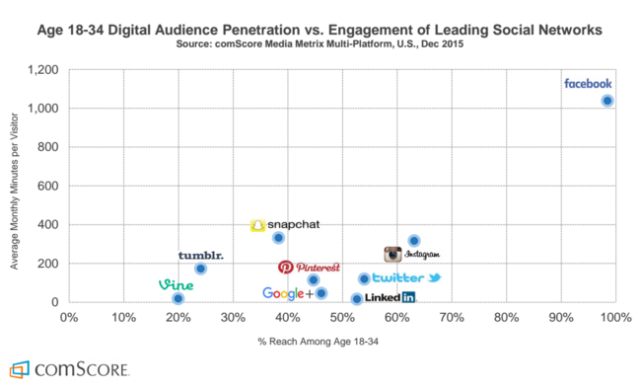 Age 18-34 Digital Audience Penetration vs. Engagement of Leading Social Networks
Source: comScore Media Metrix Multi-Platform, U.S., Dec 2015
Average Monthly Minutes per Visitor
1,200
1,000
800
600
400
200
0
facebook
snapchat
Instagram
tumblr.
Pinterest
twitter
Vine
Google+
Linked in
0% 10% 20% 30% 40% 50% 60% 70% 80% 90% 100%
% Reach Among Age 18-34
comSCORE.